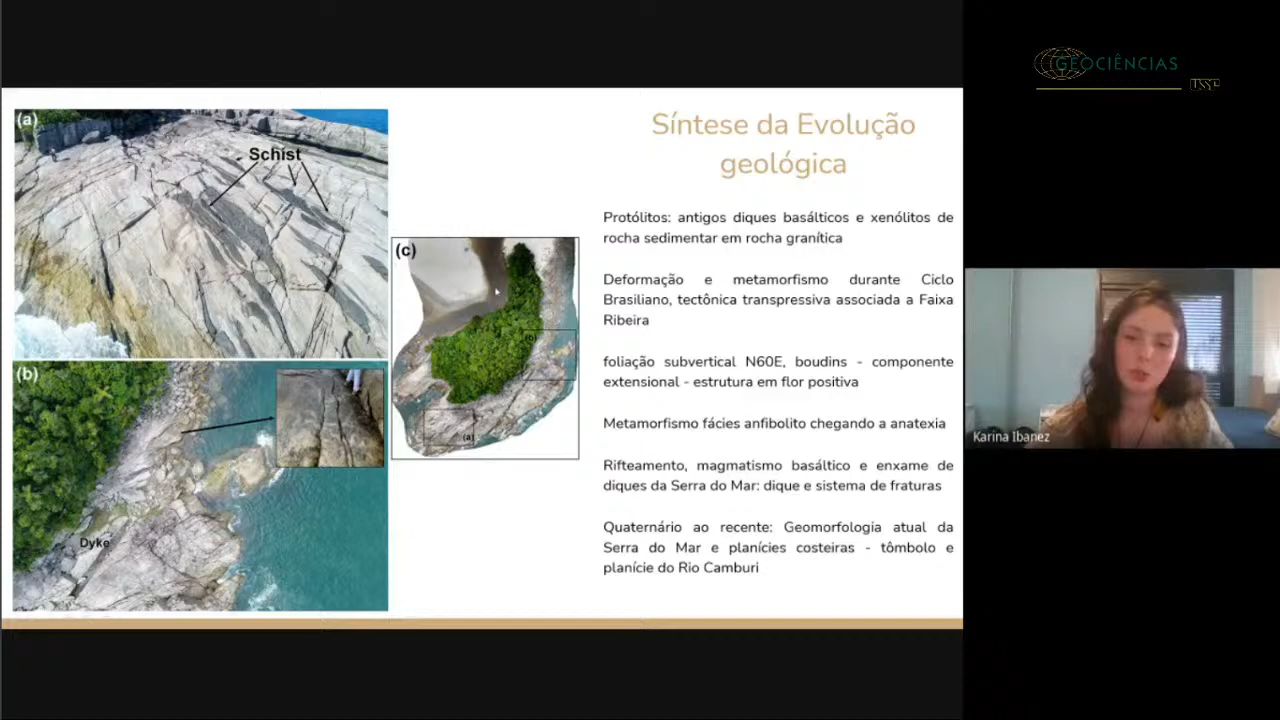 GEOCIÊNCIAS
USP
(a)
Schist
(b)
Dyke
(c)
(a)
Síntese da Evolução
geológica
Protólitos: antigos diques basálticos e xenólitos de
rocha sedimentar em rocha granítica
Deformação e metamorfismo durante Ciclo
Brasiliano, tectônica transpressiva associada a Faixa
Ribeira
foliação subvertical N60E, boudins - componente
extensional - estrutura em flor positiva
Metamorfismo fácies anfibolito chegando a anatexia
Rifteamento, magmatismo basáltico e enxame de
diques da Serra do Mar: dique e sistema de fraturas
Quaternário ao recente: Geomorfologia atual da
Serra do Mar e planícies costeiras - tômbolo e
planície do Rio Camburi
Karina Ibanez